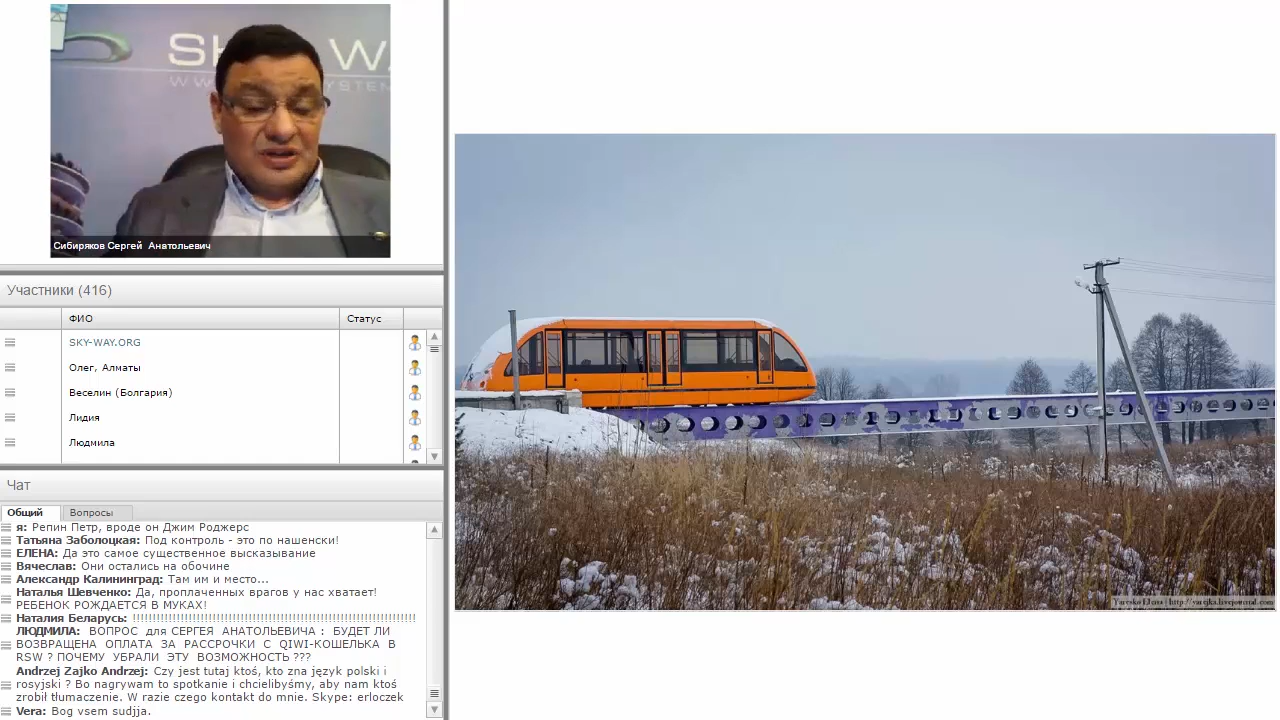 SKY WA
Сибиряков Сергей Анатольевич
Участники (416)
ФИО
Статус
SKY-WAY.ORG
Олег, Алматы
Веселин (Болгария)
Лидия
Людмила
Чат
Общий
Вопросы
я: Репин Петр, вроде он Джим Роджерс
Татьяна Заболоцкая: Под контроль - это по нашенски!
ЕЛЕНА: Да это самое существенное высказывание
Вячеслав: Они остались на обочине
Александр Калининград: Там им и место...
Наталья Шевченко: Да, проплаченных врагов у нас хватает!
РЕБЕНОК РОЖДАЕТСЯ В МУКАХ!
Наталия Беларусь: !!!!!!!!!!!!!!!!!!!!!!!!!!!!!!!!!!!!!!!!!!!!!!!!!!!!!!!!!!!!!!!!!!!!!!
ЛЮДМИЛА: ВОПРОС для СЕРГЕЯ АНАТОЛЬЕВИЧА : БУДЕТ ЛИ
ВОЗВРАЩЕНА ОПЛАТА ЗА РАССРОЧКИ С QIWI-КОШЕЛЬКА В
RSW ? ПОЧЕМУ УБРАЛИ ЭТУ ВОЗМОЖНОСТЬ ???
Andrzej Zajko Andrzej: Czy jest tutaj ktoś, kto zna język polski i
rosyjski ? Bo nagrywam to spotkanie i chcielibyśmy, aby nam ktoś
zrobił tłumaczenie. W razie czego kontakt do mnie. Skype: erloczek
Vera: Bog vsem sudjja.